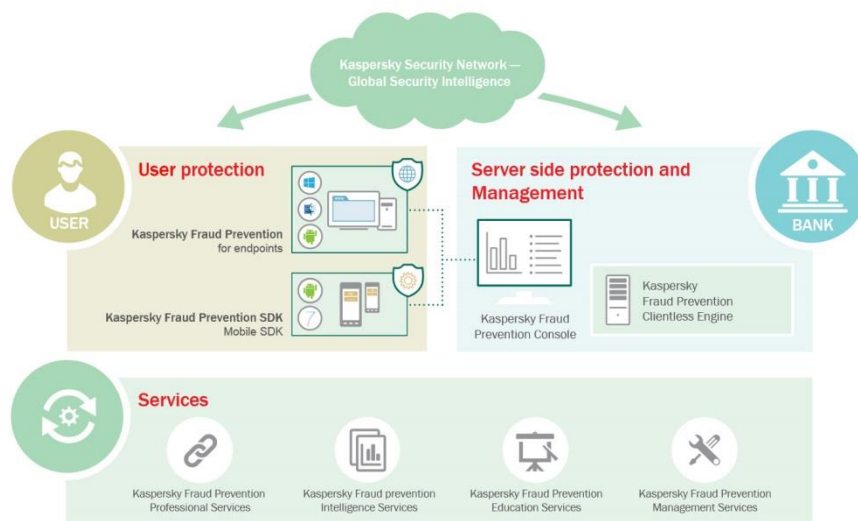 Kaspersky Security Network —
Global Security Intelligence
USER
User protection
Kaspersky Fraud Prevention
for endpoints
Kaspersky Fraud Prevention SDK
Mobile SDK
Server side protection and
Management
BANK
Kaspersky Fraud
Prevention Console
Kaspersky
Fraud Prevention
Clientless Engine
Services
Kaspersky Fraud Prevention
Professional Services
Kaspersky Fraud prevention
Intelligence Services
Kaspersky Fraud Prevention
Education Services
Kaspersky Fraud Prevention
Management Services